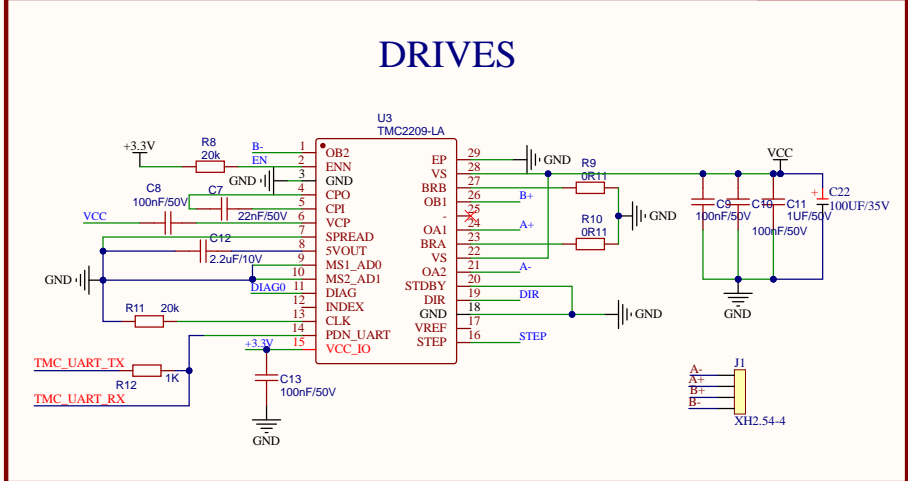 DRIVES
U3
TMC2209-LA
+3.3V
R8
20k
B-
EN
GND
C8
100nF/50V
C7
22nF/50V
VCC
C12
2.2uF/10V
GND
DIAG0
R11
20k
+3.3V
TMC_UART_TX
R12
1K
TMC_UART_RX
C13
100nF/50V
GND
1 OB2
2 ENN
3 GND
4 CPO
5 CPI
6 VCP
7 SPREAD
8 5VOUT
9 MS1_AD0
10 MS2_AD1
11 DIAG
12 INDEX
13 CLK
14 PDN_UART
15 VCC_IO
EP 29
VS 28
BRB 27
OB1 26
- 25
OA1 24
BRA 23
VS 22
OA2 21
STDBY 20
DIR 19
GND 18
VREF 17
STEP 16
GND
R9
0R11
B+
GND
A+
R10
0R11
A-
DIR
GND
STEP
VCC
C9
100nF/50V
C10
100nF/50V
C11
1UF/50V
+
C22
100UF/35V
GND
J1
A-
A+
B+
B-
XH2.54-4